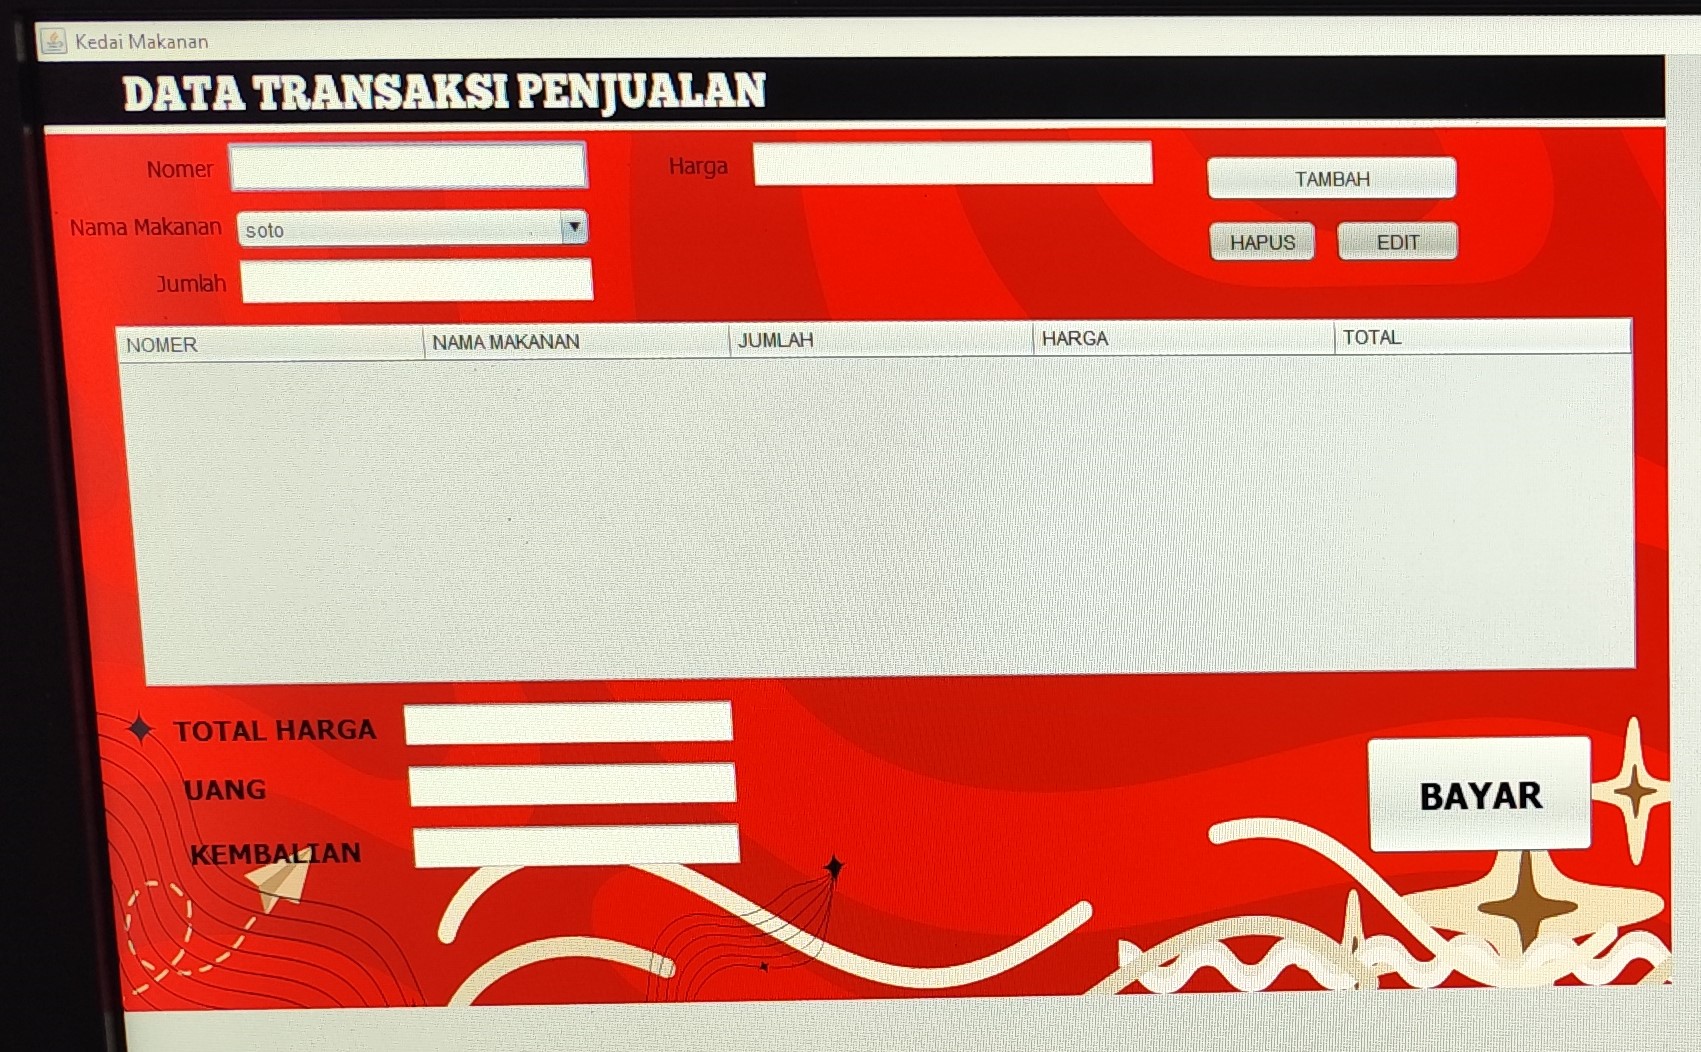 Kedai Makanan
DATA TRANSAKSI PENJUALAN
Nomer
Harga
TAMBAH
Nama Makanan
soto
HAPUS
EDIT
Jumlah
NOMER
NAMA MAKANAN
JUMLAH
HARGA
TOTAL
TOTAL HARGA
UANG
BAYAR
KEMBALIAN